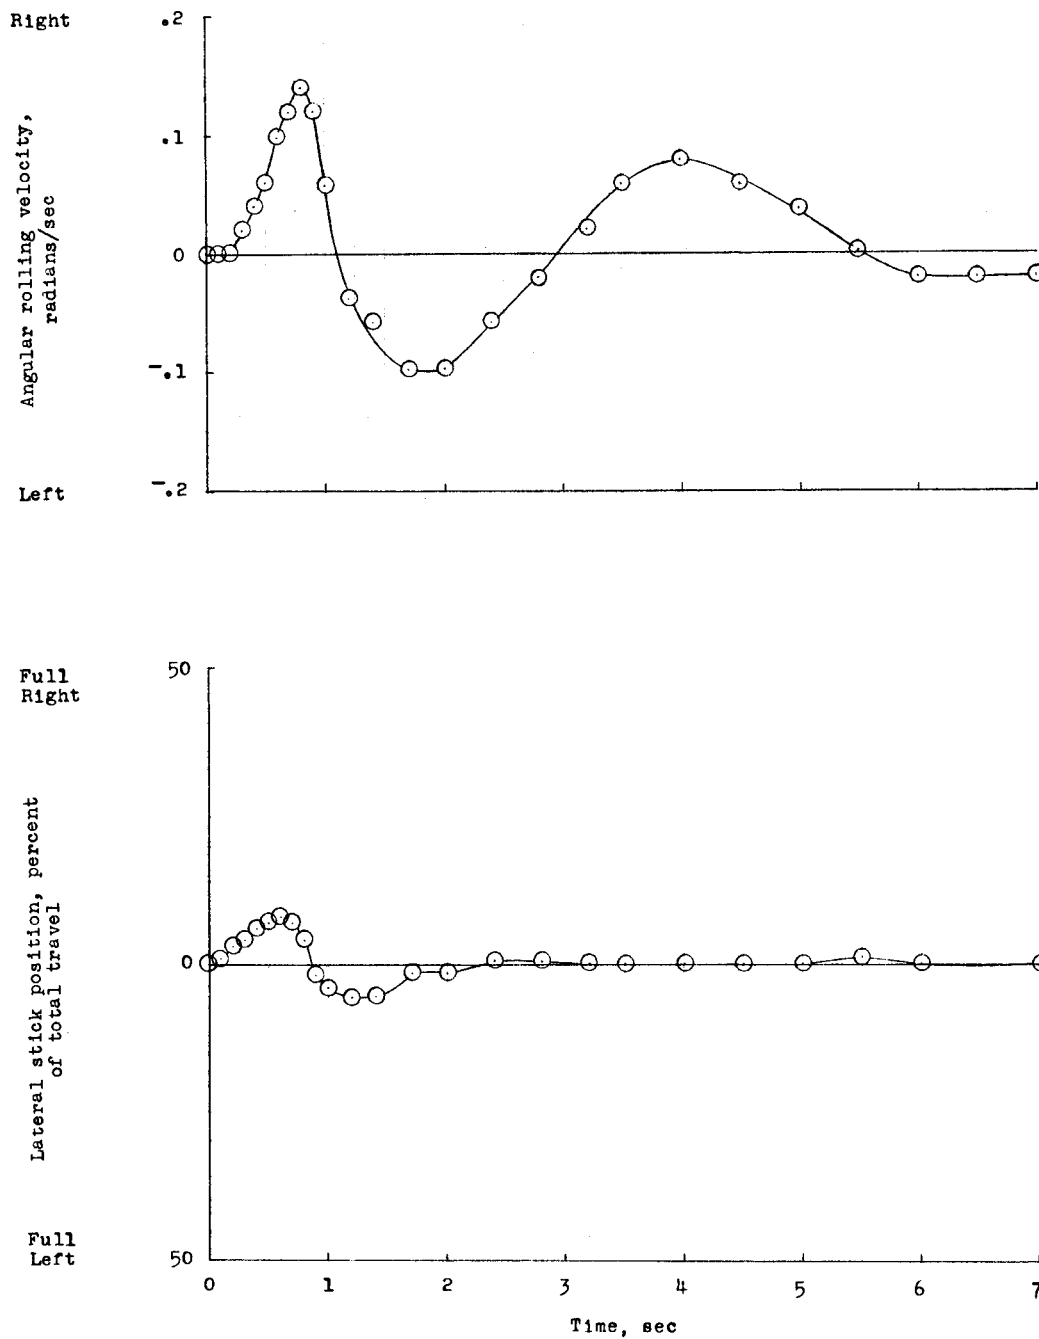 Right
.2
.1
0
-.1
-.2
Left
Angular rolling velocity,
radians/sec
Full
Right
50
0
50
Full
Left
Lateral stick position, percent
of total travel
0 1 2 3 4 5 6 7
Time, sec